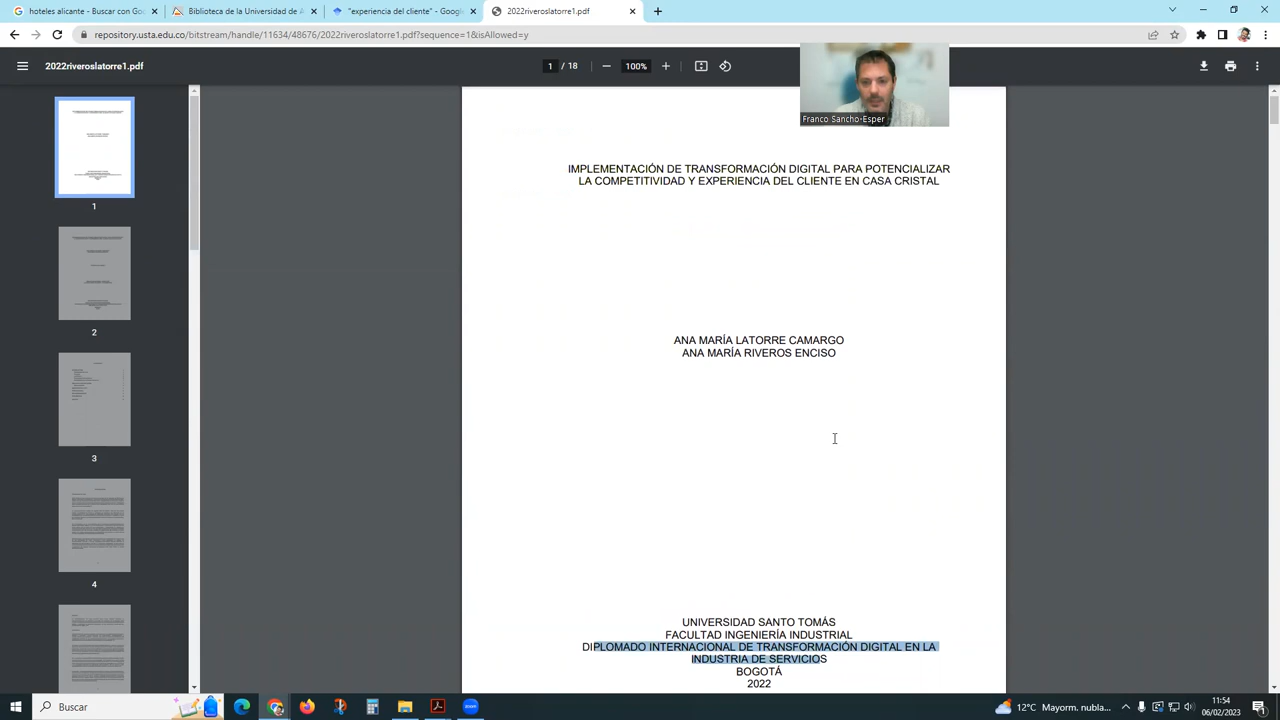 hoteles alicante - Buscar con Goo
Biblioteca de la Universidad de A
"experiencia del cliente" - Google
2022riveroslatorre1.pdf
repository.usta.edu.co/bitstream/handle/11634/48676/2022riveroslatorre1.pdf?sequence=1&isAllowed=y
2022riveroslatorre1.pdf
1 / 18
100%
Franco Sancho-Esper
1
2
3
4
IMPLEMENTACIÓN DE TRANSFORMACIÓN DIGITAL PARA POTENCIALIZAR
LA COMPETITIVIDAD Y EXPERIENCIA DEL CLIENTE EN CASA CRISTAL
ANA MARÍA LATORRE CAMARGO
ANA MARÍA RIVEROS ENCISO
UNIVERSIDAD SANTO TOMÁS
FACULTAD INGENIERÍA INDUSTRIAL
DIPLOMADO INTERNACIONAL DE TRANSFORMACIÓN DIGITAL EN LA
INDUSTRIA DE SERVICIOS
BOGOTÁ
2022
Buscar
zoom
12°C Mayorm. nubla...
11:54
06/02/2023